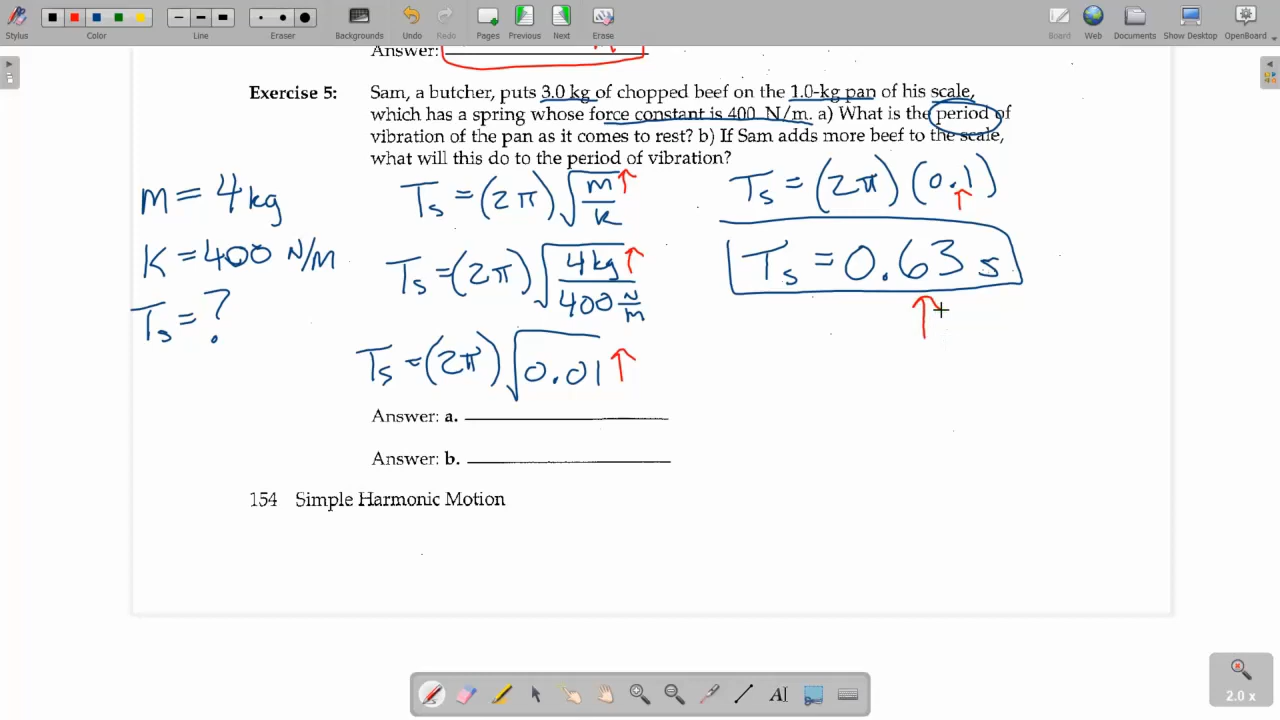 Stylus Color Line Eraser Backgrounds Undo Redo Pages Previous Next Erase Board Web Documents Show Desktop OpenBoard
Answer:
Exercise 5: Sam, a butcher, puts 3.0 kg of chopped beef on the 1.0-kg pan of his scale,
which has a spring whose force constant is 400 N/m. a) What is the period of
vibration of the pan as it comes to rest? b) If Sam adds more beef to the scale,
what will this do to the period of vibration?
m = 4 kg
K = 400 N/M
Ts = ?
Ts = (2π) √m/k ↑
Ts = (2π) √4kg/400 N/m ↑
Ts = (2π) √0.01 ↑
Ts = (2π) (0.1) ↑
Ts = 0.63 s
↑
Answer: a.
Answer: b.
154 Simple Harmonic Motion
AI
2.0 x